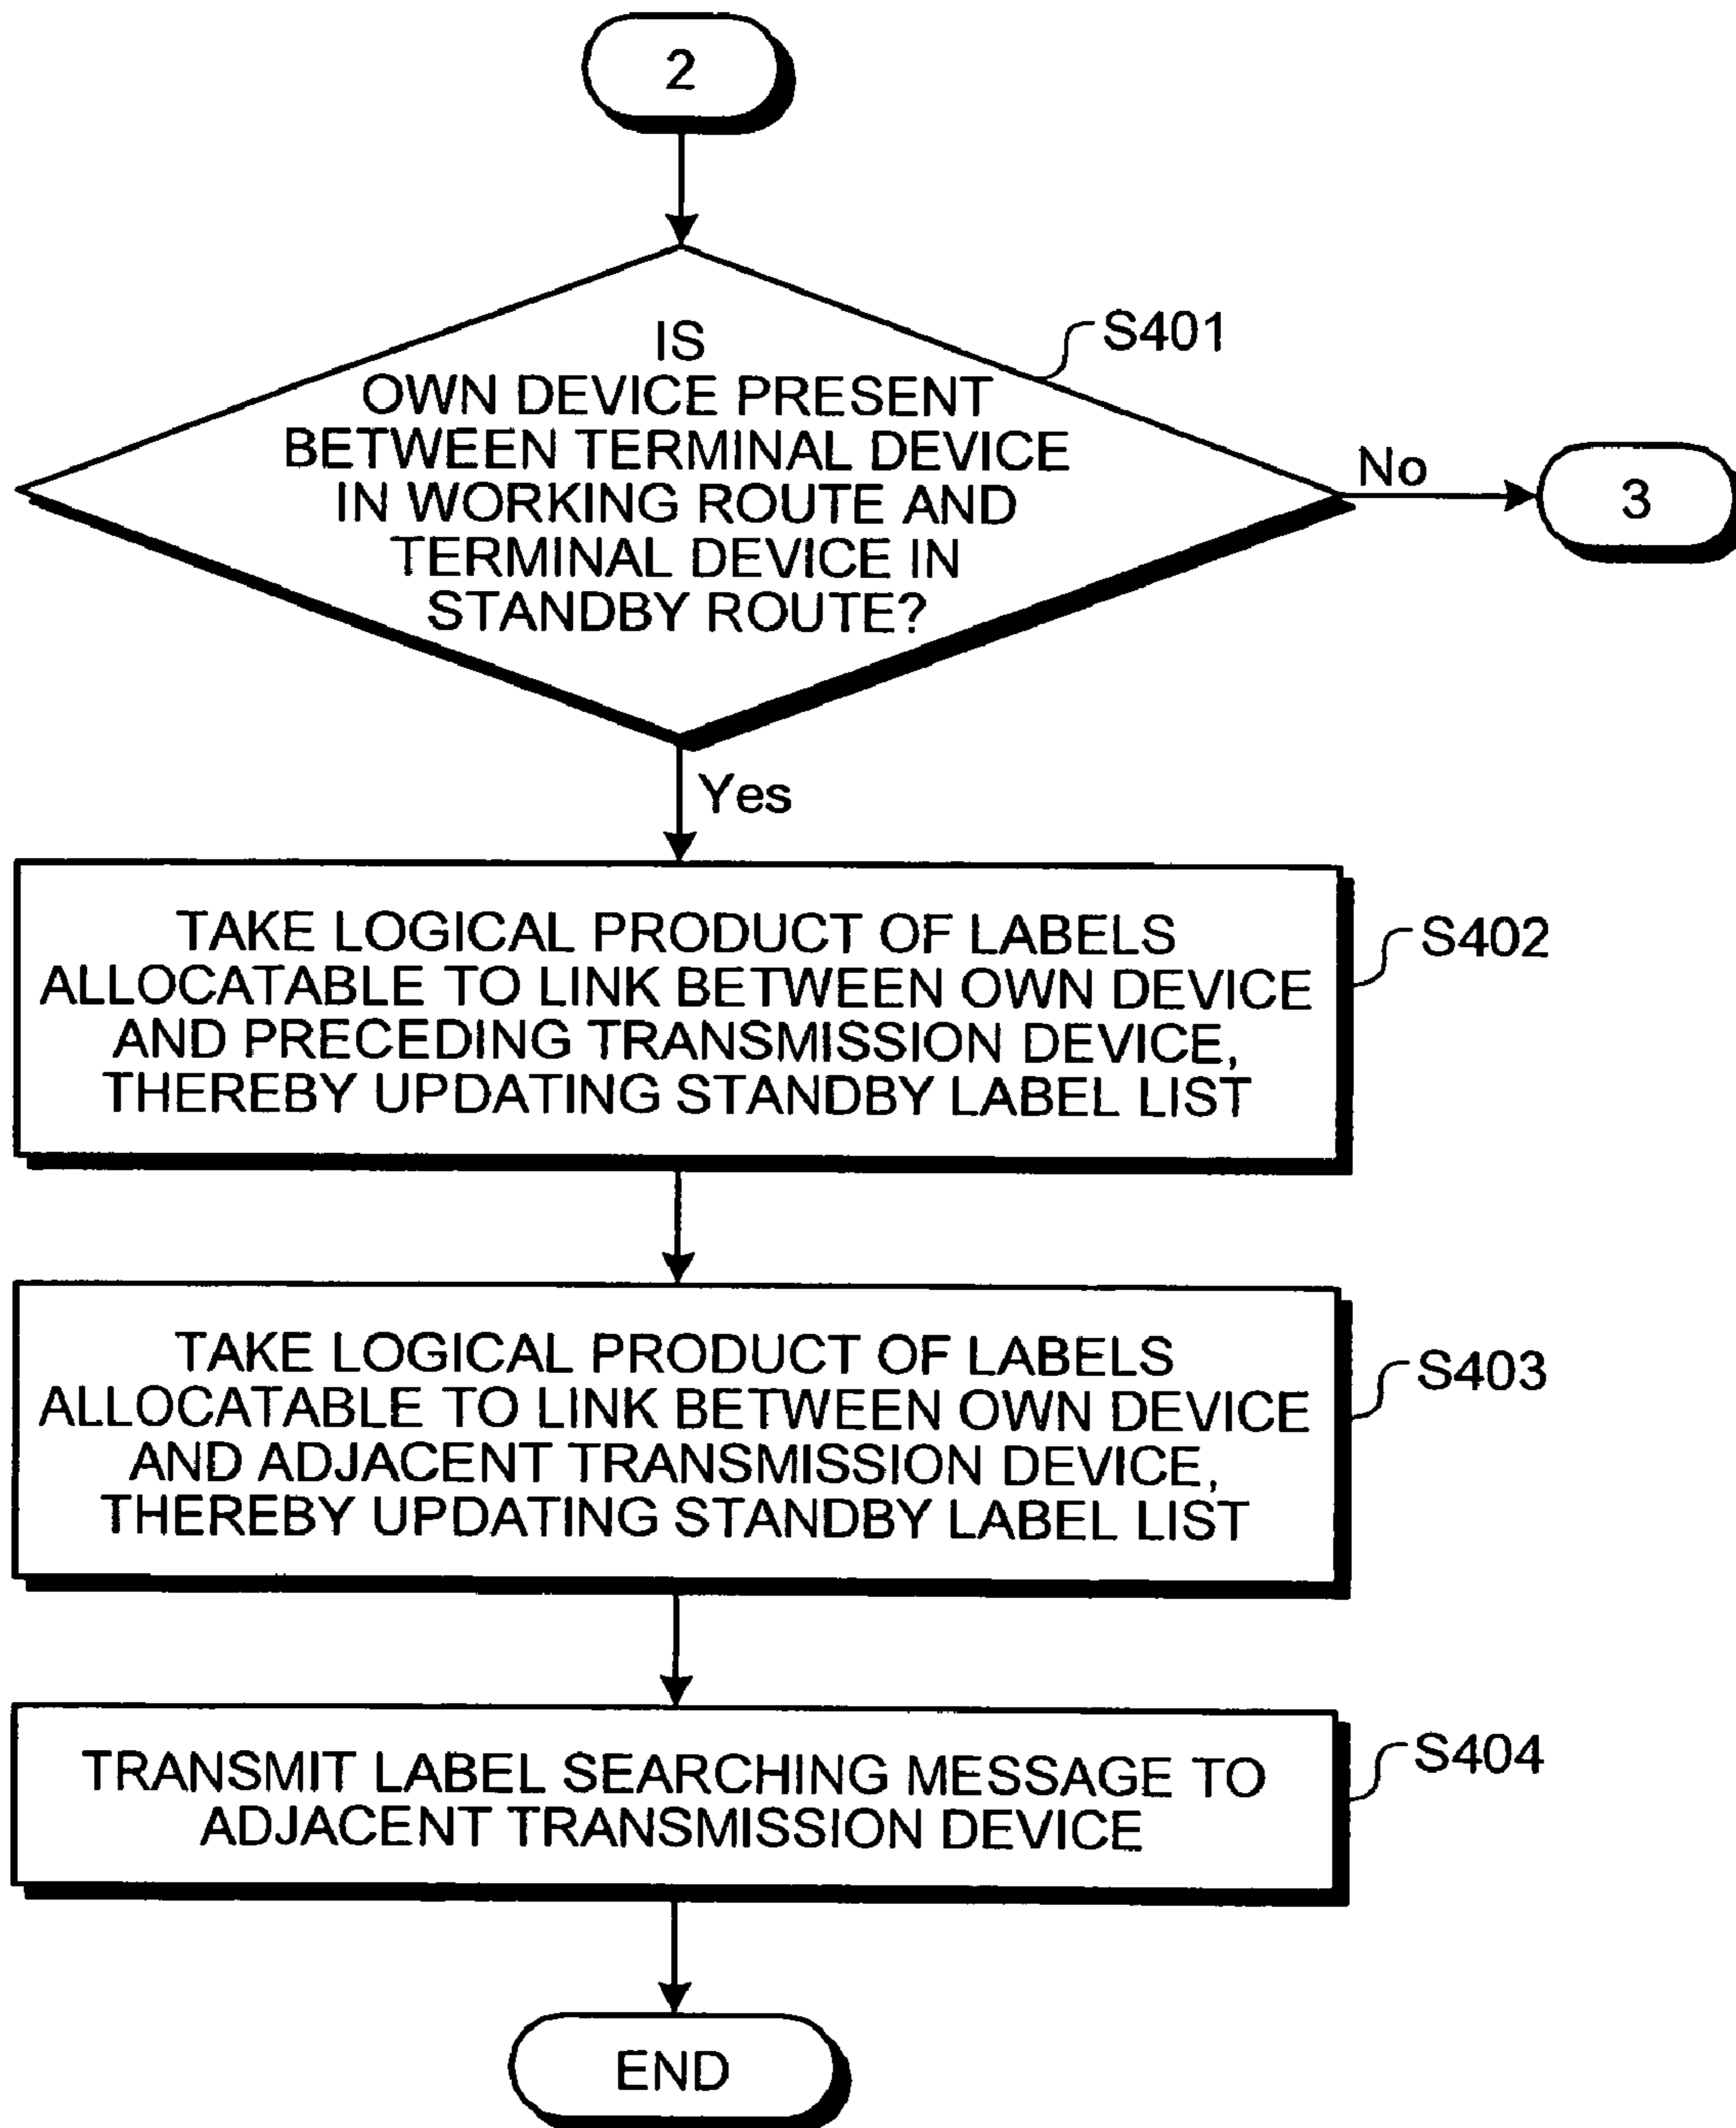 2
IS
OWN DEVICE PRESENT
BETWEEN TERMINAL DEVICE
IN WORKING ROUTE AND
TERMINAL DEVICE IN
STANDBY ROUTE?
S401
No
3
Yes
TAKE LOGICAL PRODUCT OF LABELS
ALLOCATABLE TO LINK BETWEEN OWN DEVICE
AND PRECEDING TRANSMISSION DEVICE,
THEREBY UPDATING STANDBY LABEL LIST
S402
TAKE LOGICAL PRODUCT OF LABELS
ALLOCATABLE TO LINK BETWEEN OWN DEVICE
AND ADJACENT TRANSMISSION DEVICE,
THEREBY UPDATING STANDBY LABEL LIST
S403
TRANSMIT LABEL SEARCHING MESSAGE TO
ADJACENT TRANSMISSION DEVICE
S404
END